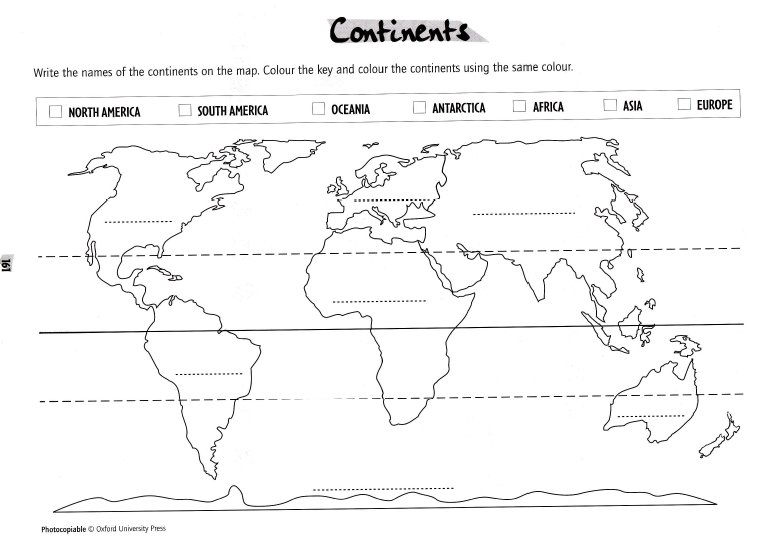 Continents
Write the names of the continents on the map. Colour the key and colour the continents using the same colour.
NORTH AMERICA SOUTH AMERICA OCEANIA ANTARCTICA AFRICA ASIA EUROPE
161
Photocopiable © Oxford University Press